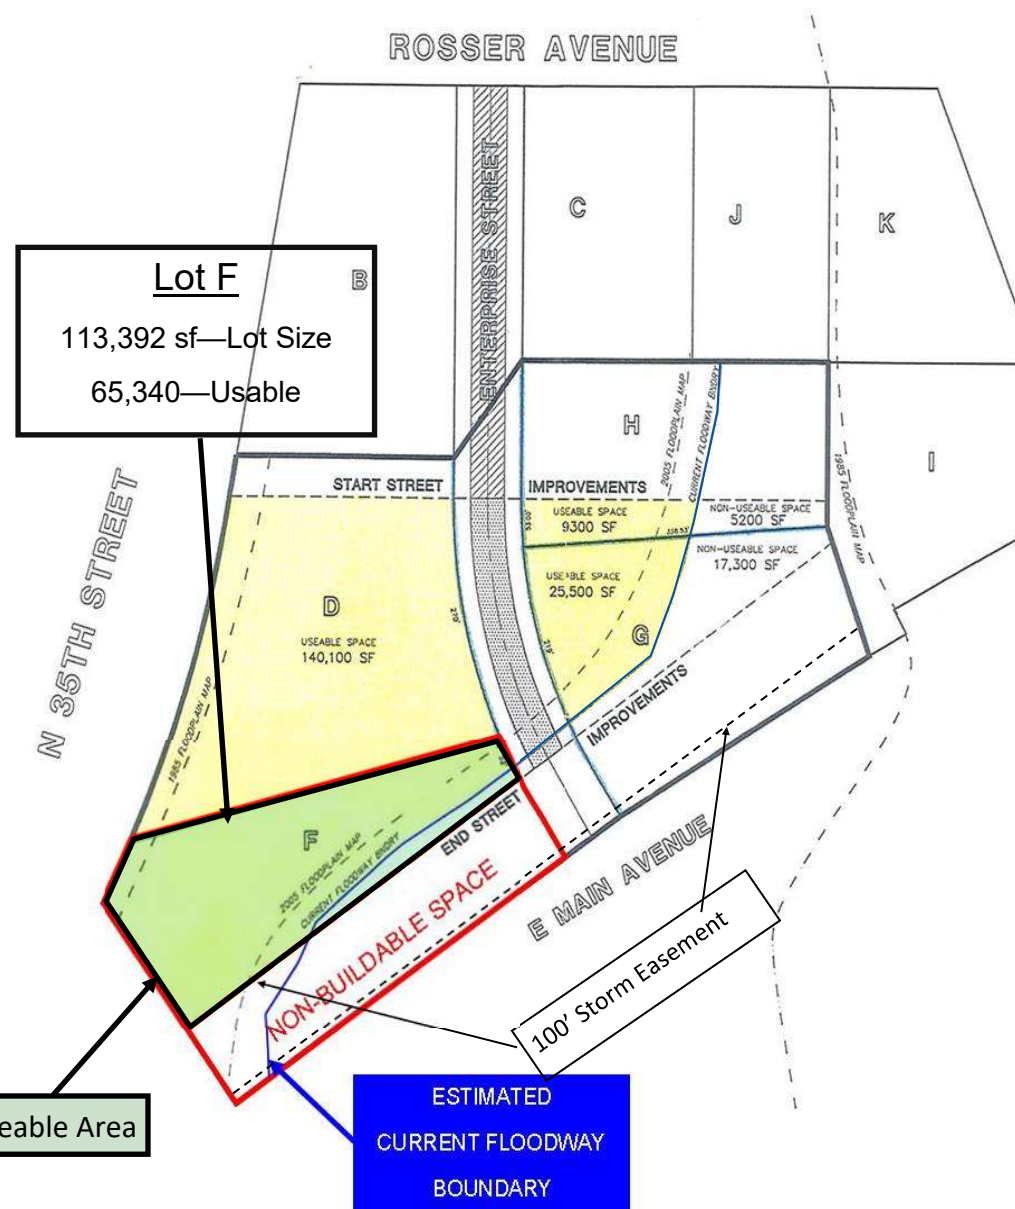 ROSSER AVENUE
ENTERPRISE STREET
C
J
K
B
Lot F
113,392 sf—Lot Size
65,340—Usable
N 35TH STREET
H
2005 FLOODPLAIN MAP
CURRENT FLOODWAY BNDRY
1985 FLOODPLAIN MAP
I
START STREET
IMPROVEMENTS
USEABLE SPACE
9300 SF
53.00'
NON-USEABLE SPACE
5200 SF
NON-USEABLE SPACE
17,300 SF
USEABLE SPACE
25,500 SF
G
219'
D
USEABLE SPACE
140,100 SF
270'
1985 FLOODPLAIN MAP
IMPROVEMENTS
F
2005 FLOODPLAIN MAP
CURRENT FLOODWAY BNDRY
END STREET
NON-BUILDABLE SPACE
E MAIN AVENUE
100' Storm Easement
eable Area
ESTIMATED
CURRENT FLOODWAY
BOUNDARY